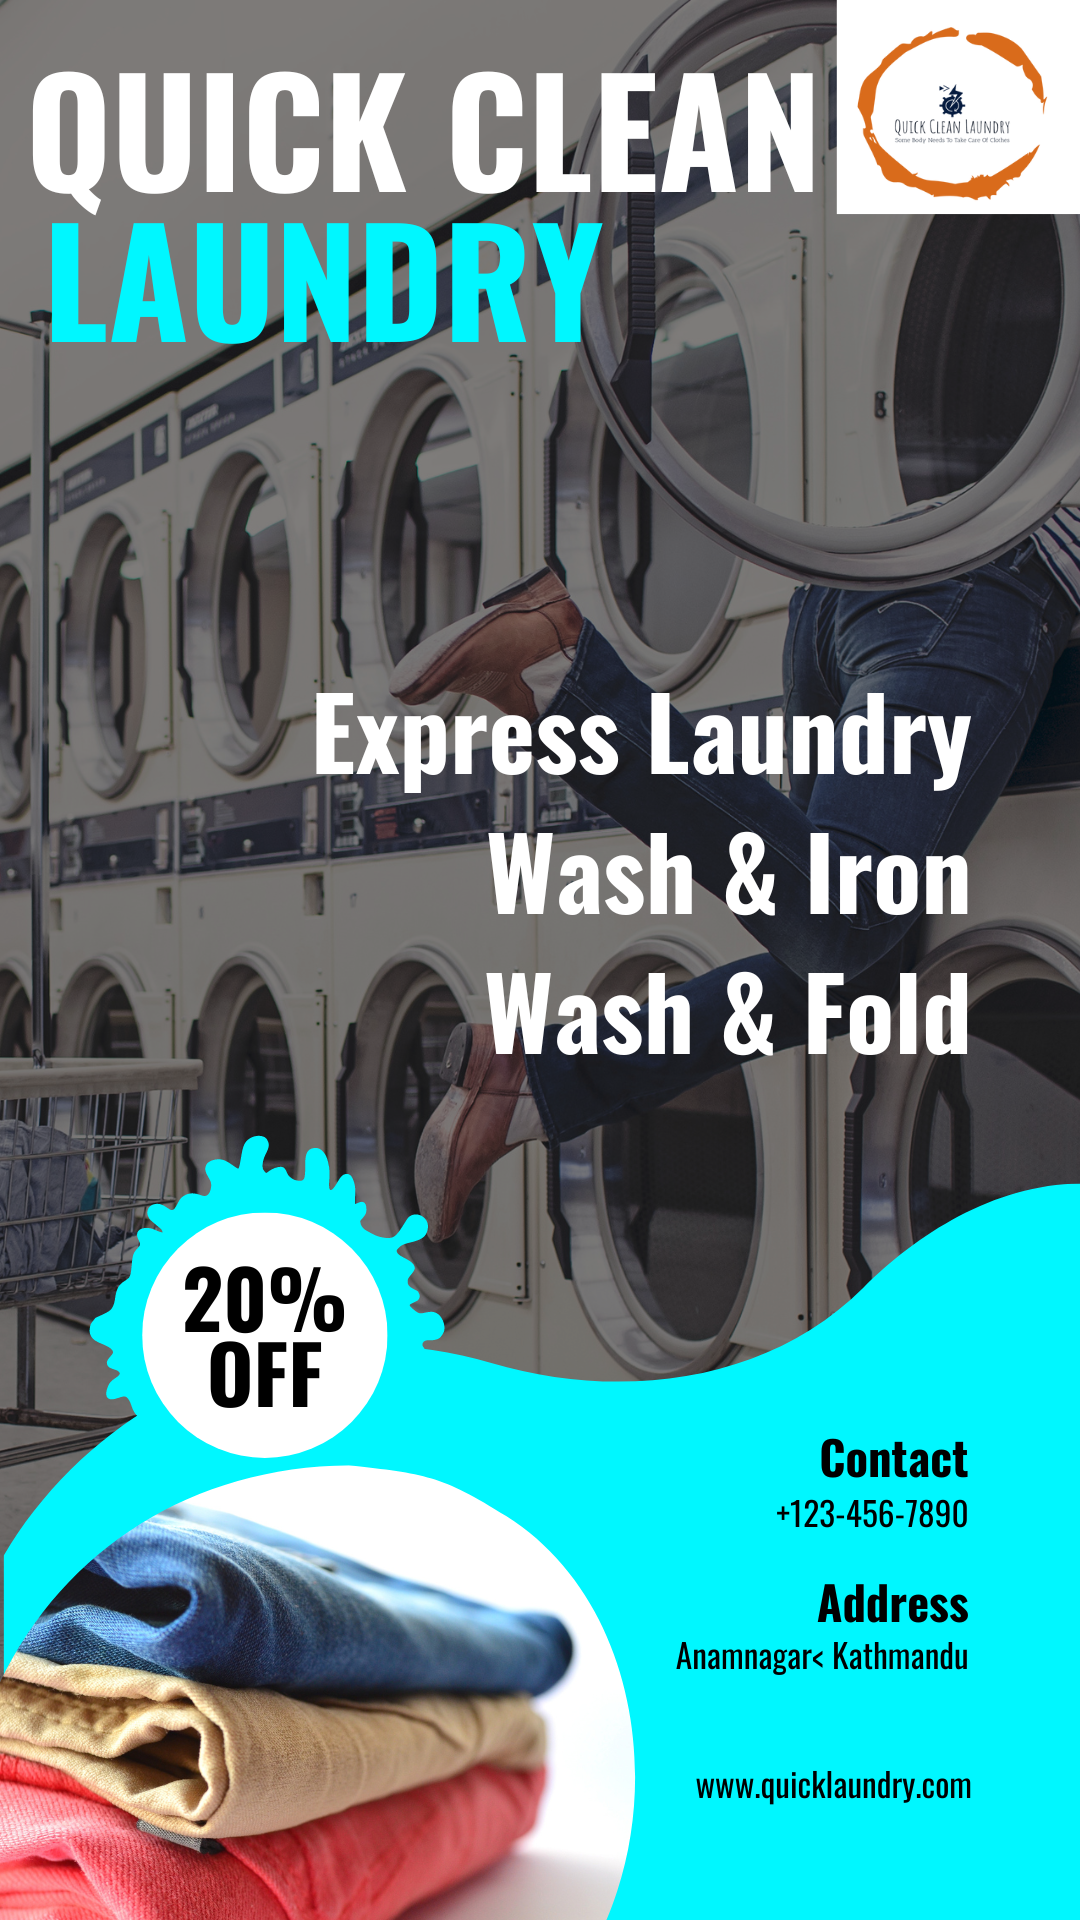 QUICK CLEAN
LAUNDRY
QUICK CLEAN LAUNDRY
Some Body Needs To Take Care Of Clothes
Express Laundry
Wash & Iron
Wash & Fold
20%
OFF
Contact
+123-456-7890
Address
Anamnagar< Kathmandu
www.quicklaundry.com